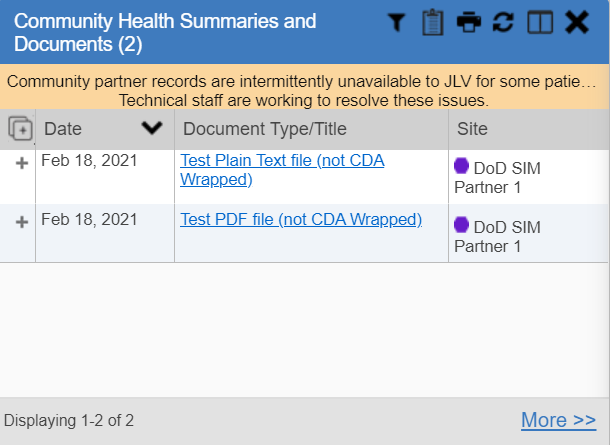 Community Health Summaries and
Documents (2)
Community partner records are intermittently unavailable to JLV for some patie…
Technical staff are working to resolve these issues.
Date
Document Type/Title
Site
Feb 18, 2021
Test Plain Text file (not CDA
Wrapped)
DoD SIM
Partner 1
Feb 18, 2021
Test PDF file (not CDA Wrapped)
DoD SIM
Partner 1
Displaying 1-2 of 2
More >>